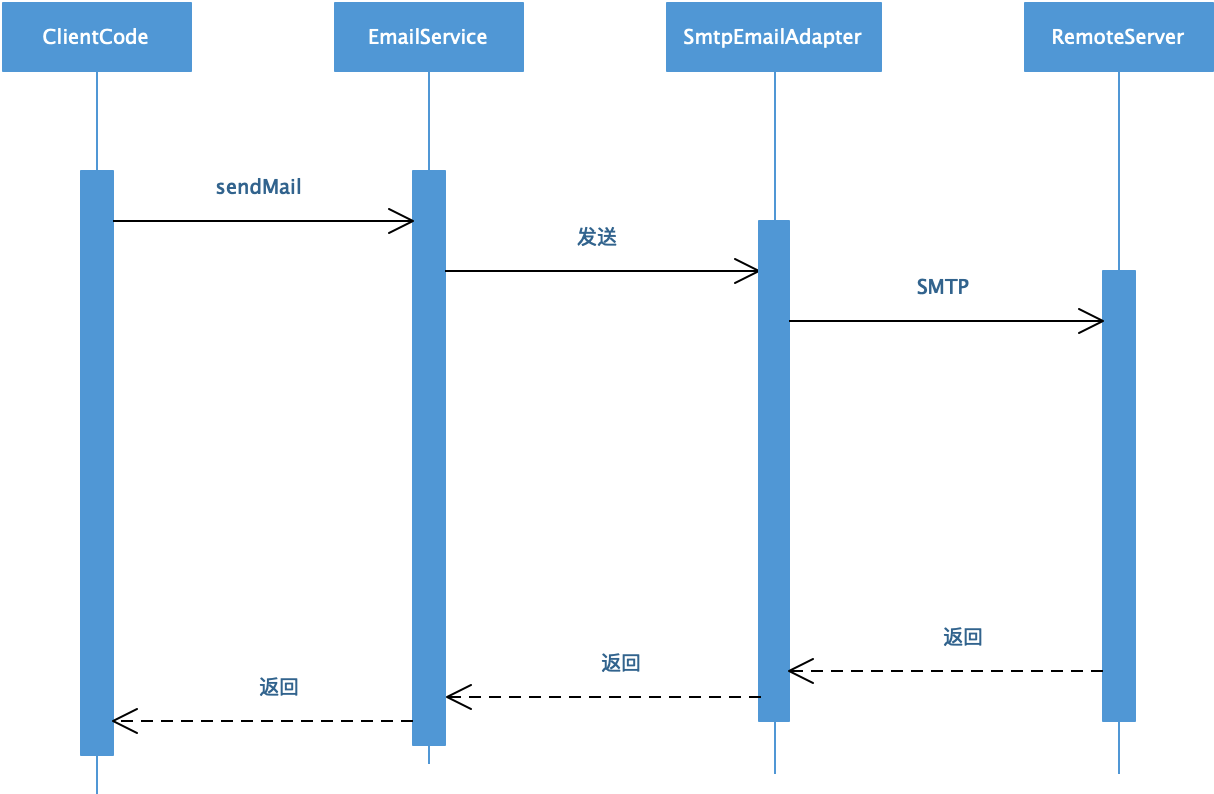 ClientCode
EmailService
SmtpEmailAdapter
RemoteServer
sendMail
发送
SMTP
返回
返回
返回